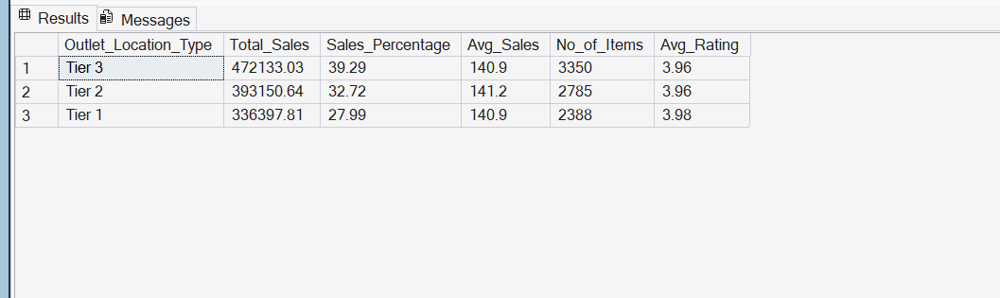 Results Messages
Outlet_Location_Type Total_Sales Sales_Percentage Avg_Sales No_of_Items Avg_Rating
1 Tier 3 472133.03 39.29 140.9 3350 3.96
2 Tier 2 393150.64 32.72 141.2 2785 3.96
3 Tier 1 336397.81 27.99 140.9 2388 3.98